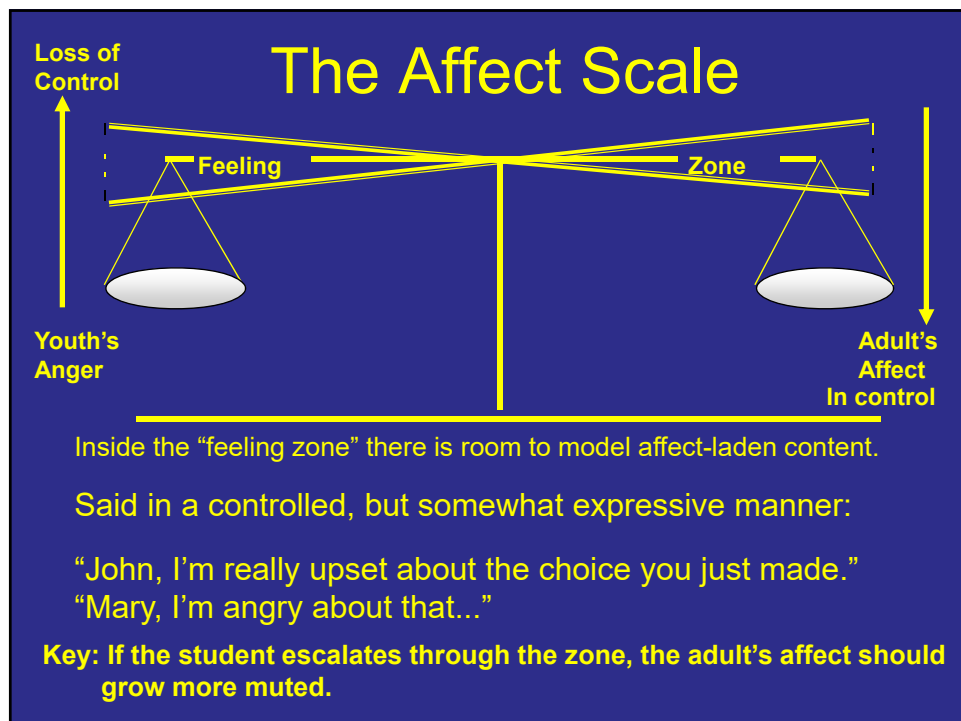 Loss of
Control
The Affect Scale
Feeling
Zone
Youth’s
Anger
Adult’s
Affect
In control
Inside the “feeling zone” there is room to model affect-laden content.
Said in a controlled, but somewhat expressive manner:
“John, I’m really upset about the choice you just made.”
“Mary, I’m angry about that...”
Key: If the student escalates through the zone, the adult’s affect should
grow more muted.